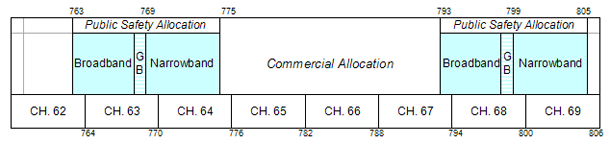 763 769 775 793 799 805
Public Safety Allocation Public Safety Allocation
Broadband GB Narrowband Commercial Allocation Broadband GB Narrowband
CH. 62 CH. 63 CH. 64 CH. 65 CH. 66 CH. 67 CH. 68 CH. 69
764 770 776 782 788 794 800 806